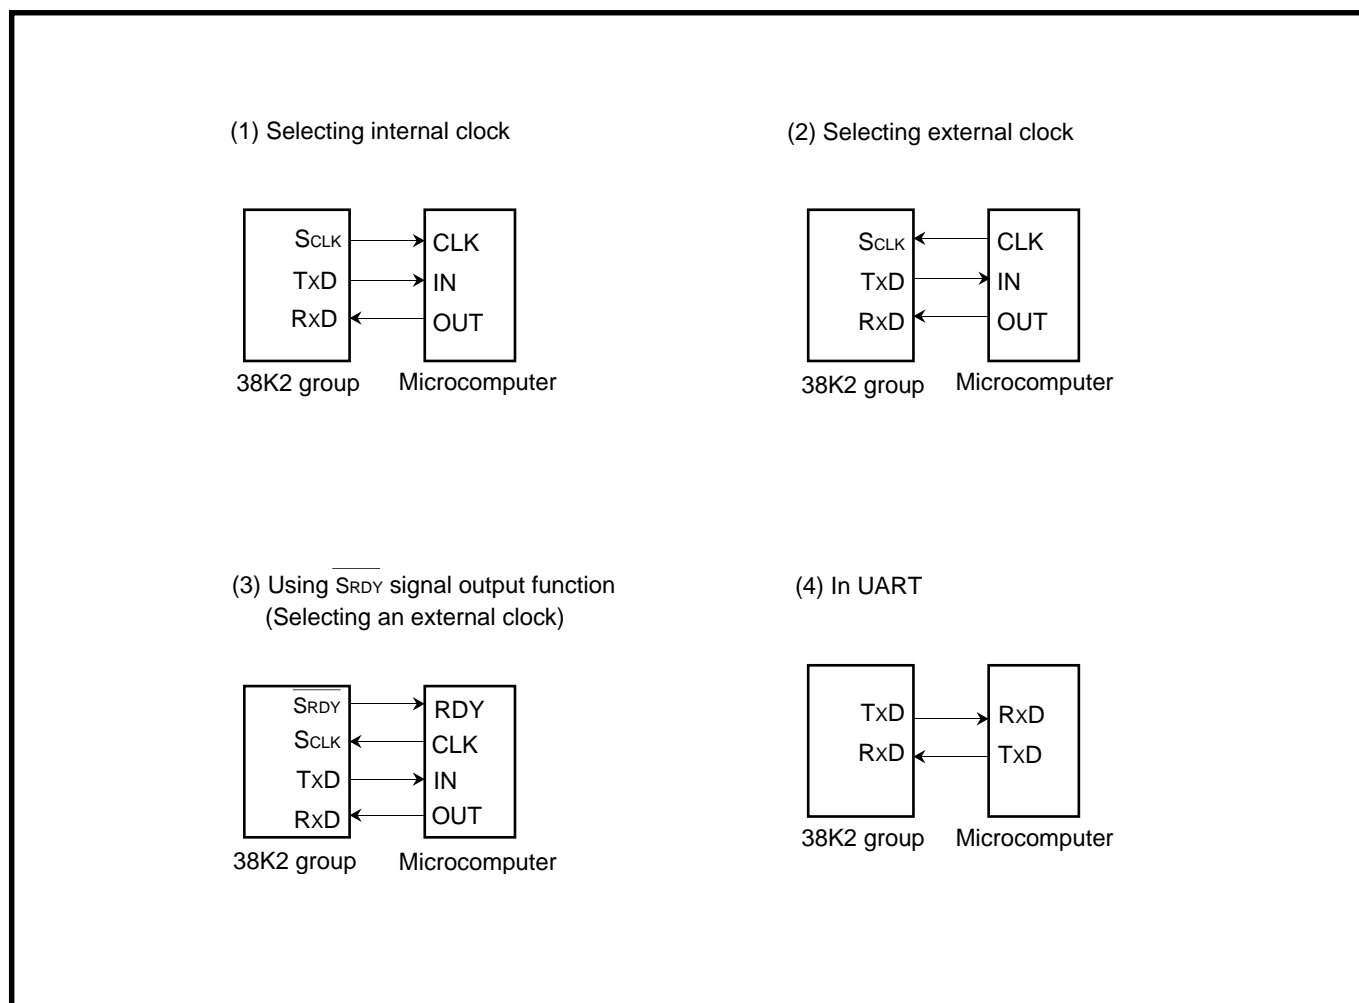 (1) Selecting internal clock
SCLK
TxD
RxD
CLK
IN
OUT
38K2 group
Microcomputer
(2) Selecting external clock
SCLK
TxD
RxD
CLK
IN
OUT
38K2 group
Microcomputer
(3) Using S̅R̅D̅Y̅ signal output function
(Selecting an external clock)
S̅R̅D̅Y̅
SCLK
TxD
RxD
RDY
CLK
IN
OUT
38K2 group
Microcomputer
(4) In UART
TxD
RxD
RxD
TxD
38K2 group
Microcomputer